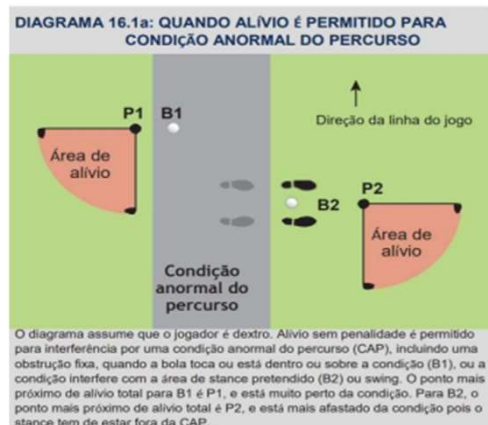 DIAGRAMA 16.1a: QUANDO ALÍVIO É PERMITIDO PARA
CONDIÇÃO ANORMAL DO PERCURSO
P1
B1
Direção da linha do jogo
Área de
alívio
B2
P2
Área de
alívio
Condição
anormal do
percurso
O diagrama assume que o jogador é dextro. Alívio sem penalidade é permitido
para interferência por uma condição anormal do percurso (CAP), incluindo uma
obstrução fixa, quando a bola toca ou está dentro ou sobre a condição (B1), ou a
condição interfere com a área de stance pretendido (B2) ou swing. O ponto mais
próximo de alívio total para B1 é P1, e está muito perto da condição. Para B2, o
ponto mais próximo de alívio total é P2, e está mais afastado da condição pois o
stance tem de estar fora da CAP.